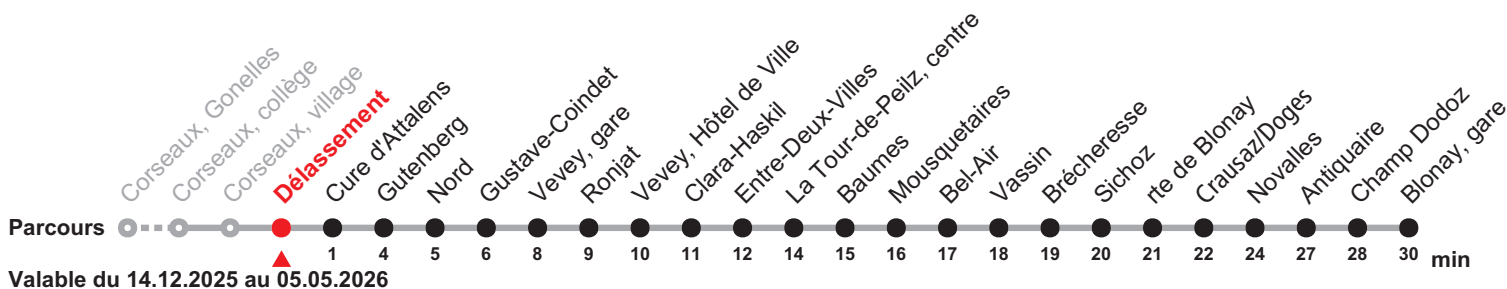 Corseaux, Gonelles
Corseaux, collège
Corseaux, village
Délassement
Cure d'Attalens
Gutenberg
Nord
Gustave-Coindet
Vevey, gare
Ronjat
Vevey, Hôtel de Ville
Clara-Haskil
Entre-Deux-Villes
La Tour-de-Peilz, centre
Baumes
Mousquetaires
Bel-Air
Vassin
Brécheresse
Sichoz
rte de Blonay
Crausaz/Doges
Novalles
Antiquaire
Champ Dodoz
Blonay, gare
Parcours
1 4 5 6 8 9 10 11 12 14 15 16 17 18 19 20 21 22 24 27 28 30 min
Valable du 14.12.2025 au 05.05.2026